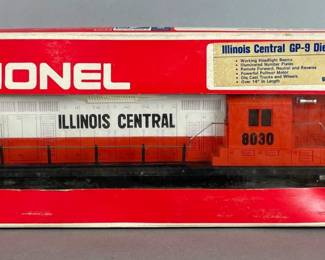 IONEL
Illinois Central GP-9 Die
• Working Headlight Beams
• Illuminated Number Plates
• Remote Forward, Neutral and Reverse
• Powerful Pullmor Motor
• Die Cast Trucks and Wheels
• Over 14" in Length
ILLINOIS CENTRAL
8030